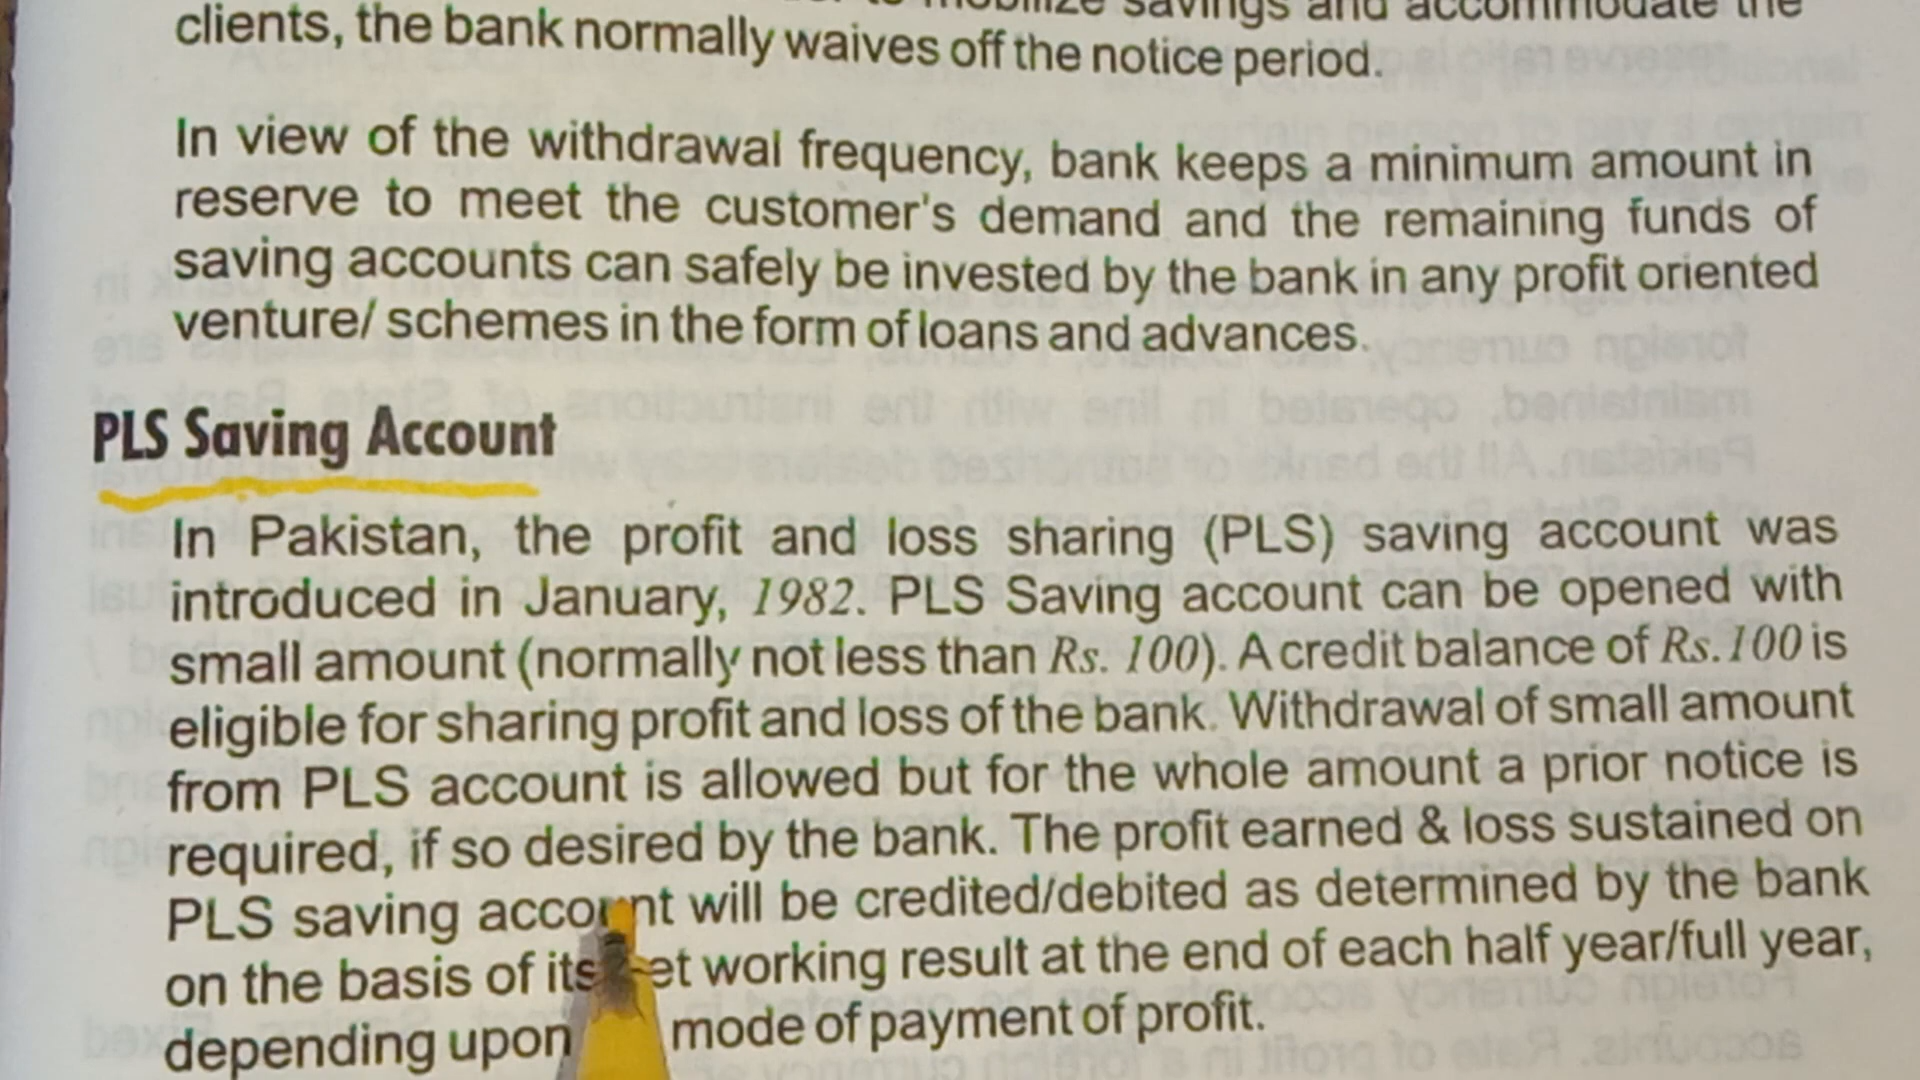 mobilize savings and accommodate the
clients, the bank normally waives off the notice period.
In view of the withdrawal frequency, bank keeps a minimum amount in
reserve to meet the customer's demand and the remaining funds of
saving accounts can safely be invested by the bank in any profit oriented
venture/ schemes in the form of loans and advances.
PLS Saving Account
In Pakistan, the profit and loss sharing (PLS) saving account was
introduced in January, 1982. PLS Saving account can be opened with
small amount (normally not less than Rs. 100). A credit balance of Rs.100 is
eligible for sharing profit and loss of the bank. Withdrawal of small amount
from PLS account is allowed but for the whole amount a prior notice is
required, if so desired by the bank. The profit earned & loss sustained on
PLS saving account will be credited/debited as determined by the bank
on the basis of its net working result at the end of each half year/full year,
depending upon mode of payment of profit.